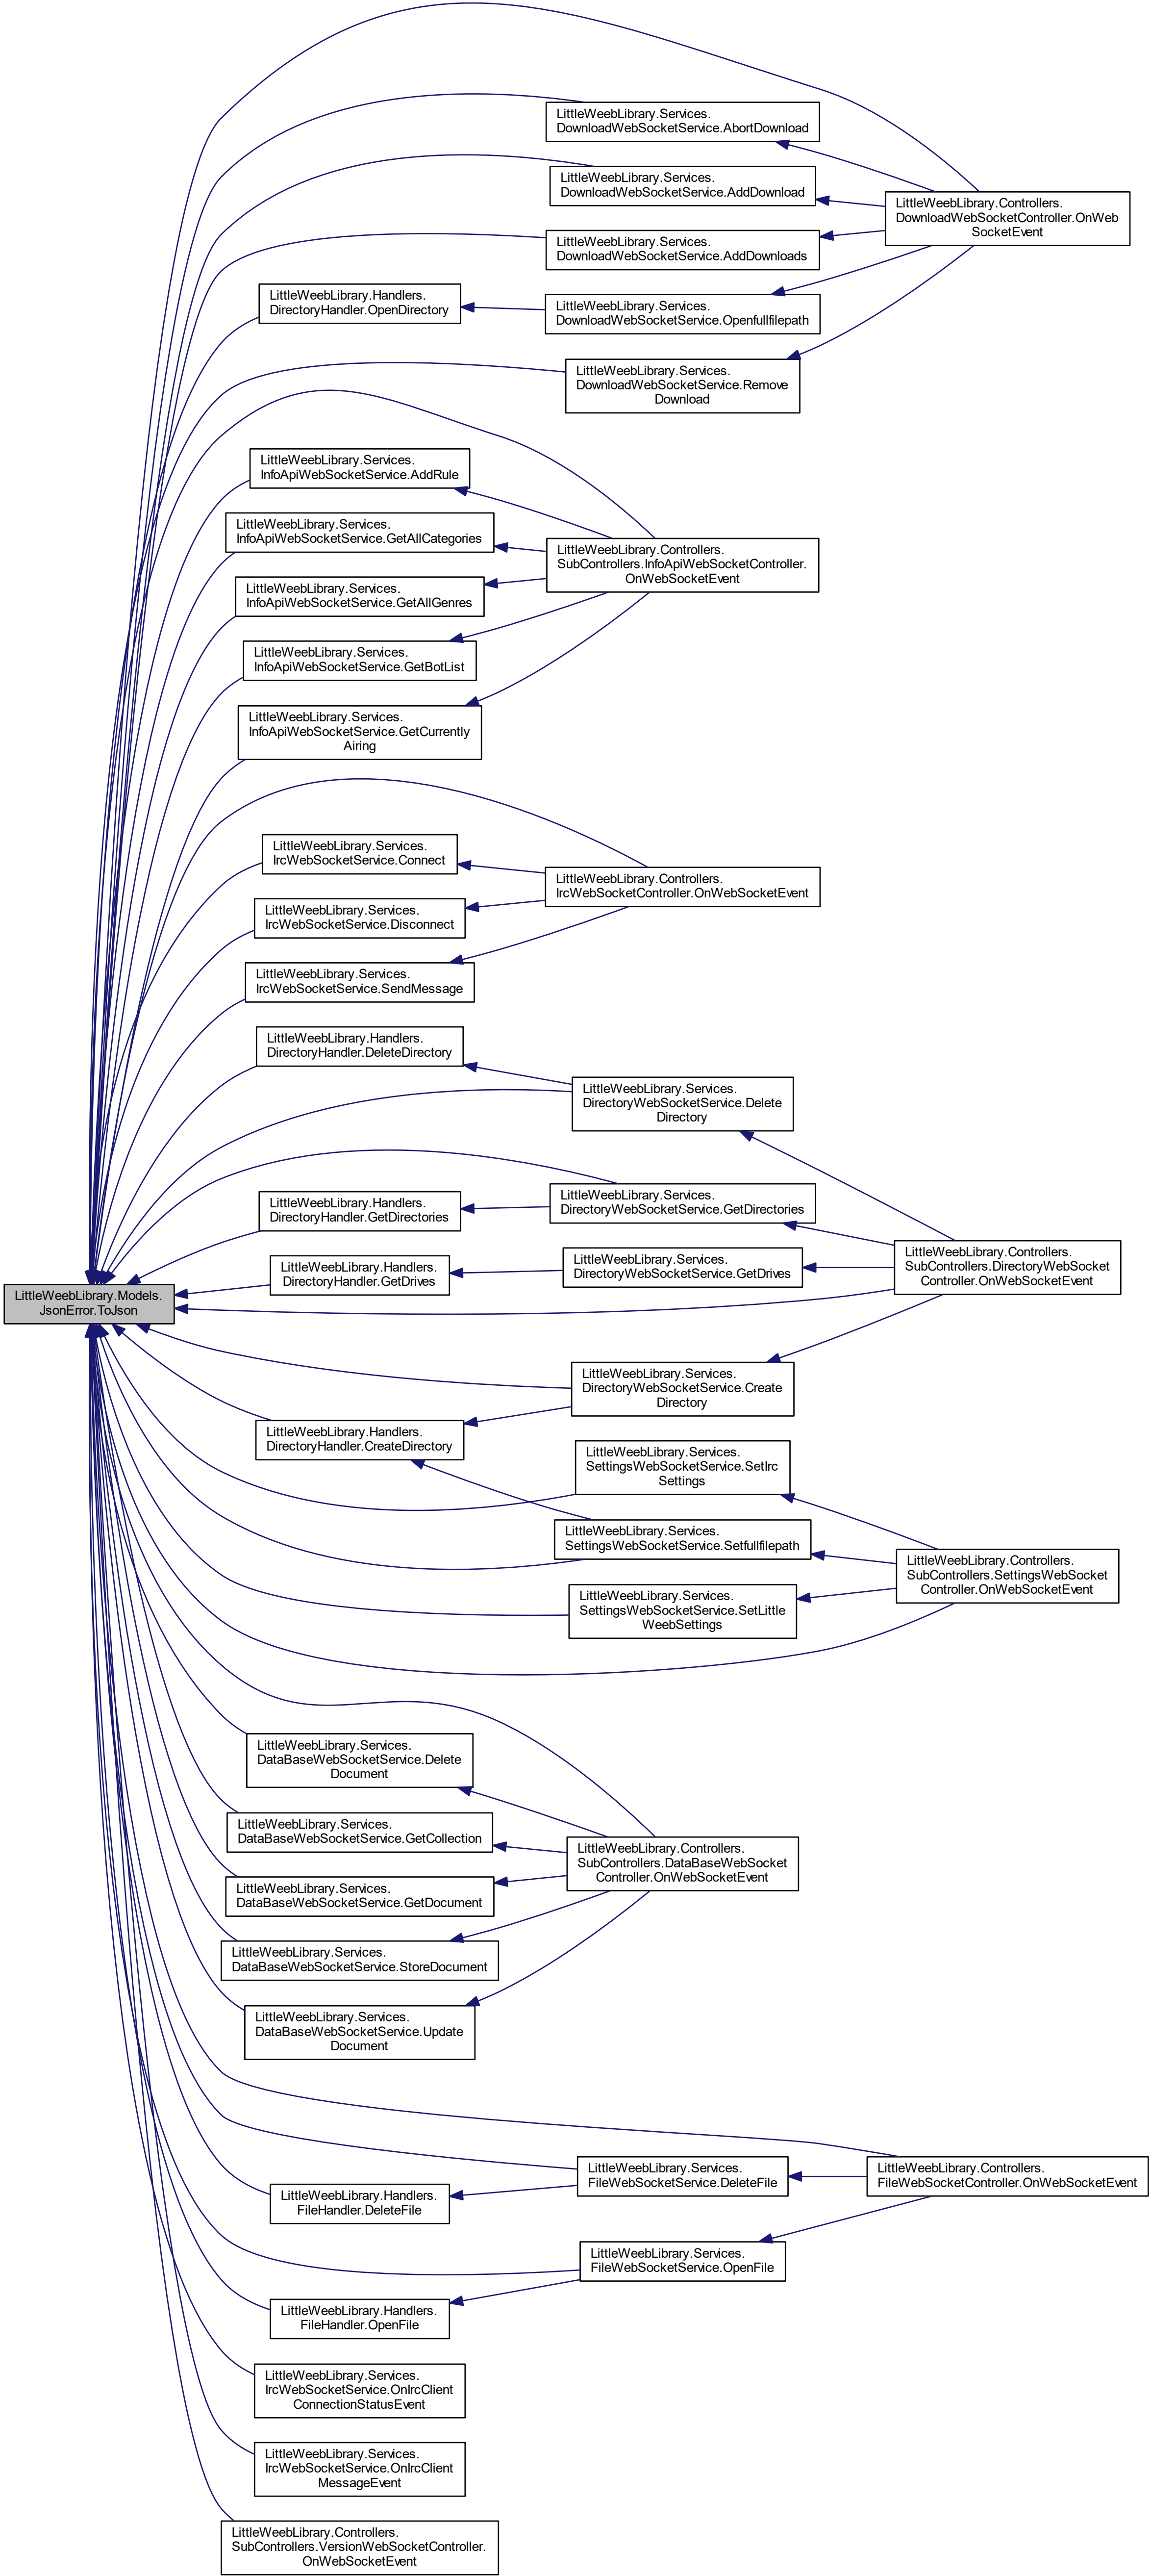 LittleWeebLibrary.Services.
DownloadWebSocketService.AbortDownload
LittleWeebLibrary.Services.
DownloadWebSocketService.AddDownload
LittleWeebLibrary.Controllers.
DownloadWebSocketController.OnWeb
SocketEvent
LittleWeebLibrary.Services.
DownloadWebSocketService.AddDownloads
LittleWeebLibrary.Handlers.
DirectoryHandler.OpenDirectory
LittleWeebLibrary.Services.
DownloadWebSocketService.Openfullfilepath
LittleWeebLibrary.Services.
DownloadWebSocketService.Remove
Download
LittleWeebLibrary.Services.
InfoApiWebSocketService.AddRule
LittleWeebLibrary.Services.
InfoApiWebSocketService.GetAllCategories
LittleWeebLibrary.Controllers.
SubControllers.InfoApiWebSocketController.
OnWebSocketEvent
LittleWeebLibrary.Services.
InfoApiWebSocketService.GetAllGenres
LittleWeebLibrary.Services.
InfoApiWebSocketService.GetBotList
LittleWeebLibrary.Services.
InfoApiWebSocketService.GetCurrently
Airing
LittleWeebLibrary.Services.
IrcWebSocketService.Connect
LittleWeebLibrary.Controllers.
IrcWebSocketController.OnWebSocketEvent
LittleWeebLibrary.Services.
IrcWebSocketService.Disconnect
LittleWeebLibrary.Services.
IrcWebSocketService.SendMessage
LittleWeebLibrary.Handlers.
DirectoryHandler.DeleteDirectory
LittleWeebLibrary.Services.
DirectoryWebSocketService.Delete
Directory
LittleWeebLibrary.Handlers.
DirectoryHandler.GetDirectories
LittleWeebLibrary.Services.
DirectoryWebSocketService.GetDirectories
LittleWeebLibrary.Handlers.
DirectoryHandler.GetDrives
LittleWeebLibrary.Services.
DirectoryWebSocketService.GetDrives
LittleWeebLibrary.Controllers.
SubControllers.DirectoryWebSocket
Controller.OnWebSocketEvent
LittleWeebLibrary.Models.
JsonError.ToJson
LittleWeebLibrary.Services.
DirectoryWebSocketService.Create
Directory
LittleWeebLibrary.Handlers.
DirectoryHandler.CreateDirectory
LittleWeebLibrary.Services.
SettingsWebSocketService.SetIrc
Settings
LittleWeebLibrary.Services.
SettingsWebSocketService.Setfullfilepath
LittleWeebLibrary.Controllers.
SubControllers.SettingsWebSocket
Controller.OnWebSocketEvent
LittleWeebLibrary.Services.
SettingsWebSocketService.SetLittle
WeebSettings
LittleWeebLibrary.Services.
DataBaseWebSocketService.Delete
Document
LittleWeebLibrary.Services.
DataBaseWebSocketService.GetCollection
LittleWeebLibrary.Controllers.
SubControllers.DataBaseWebSocket
Controller.OnWebSocketEvent
LittleWeebLibrary.Services.
DataBaseWebSocketService.GetDocument
LittleWeebLibrary.Services.
DataBaseWebSocketService.StoreDocument
LittleWeebLibrary.Services.
DataBaseWebSocketService.Update
Document
LittleWeebLibrary.Services.
FileWebSocketService.DeleteFile
LittleWeebLibrary.Controllers.
FileWebSocketController.OnWebSocketEvent
LittleWeebLibrary.Handlers.
FileHandler.DeleteFile
LittleWeebLibrary.Services.
FileWebSocketService.OpenFile
LittleWeebLibrary.Handlers.
FileHandler.OpenFile
LittleWeebLibrary.Services.
IrcWebSocketService.OnIrcClient
ConnectionStatusEvent
LittleWeebLibrary.Services.
IrcWebSocketService.OnIrcClient
MessageEvent
LittleWeebLibrary.Controllers.
SubControllers.VersionWebSocketController.
OnWebSocketEvent